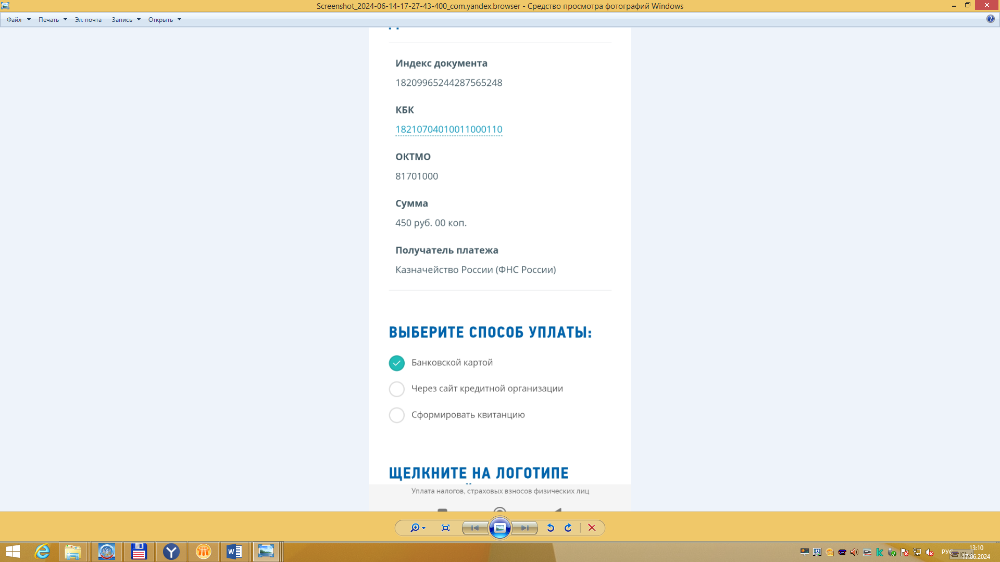 Screenshot_2024-06-14-17-27-43-400_com.yandex.browser - Средство просмотра фотографий Windows
Файл Печать Эл. почта Запись Открыть
Индекс документа
18209965244287565248
КБК
18210704010011000110
ОКТМО
81701000
Сумма
450 руб. 00 коп.
Получатель платежа
Казначейство России (ФНС России)
ВЫБЕРИТЕ СПОСОБ УПЛАТЫ:
Банковской картой
Через сайт кредитной организации
Сформировать квитанцию
ЩЕЛКНИТЕ НА ЛОГОТИПЕ
Уплата налогов, страховых взносов физических лиц
РУС
13:10
17.06.2024